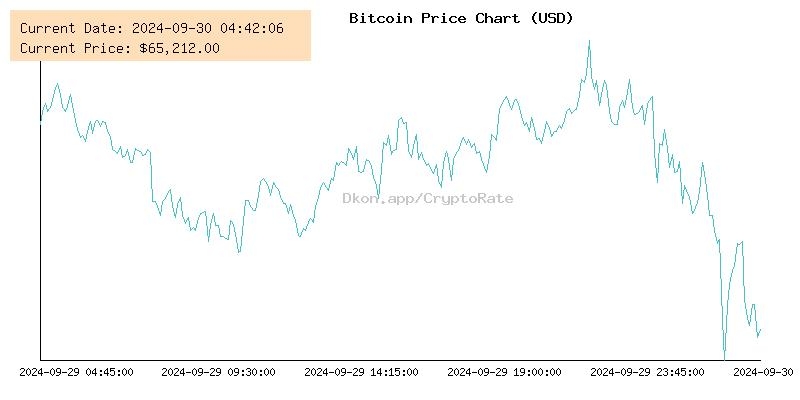 Bitcoin Price Chart (USD)
Current Date: 2024-09-30 04:42:06
Current Price: $65,212.00
Dkon.app/CryptoRate
2024-09-29 04:45:00 2024-09-29 09:30:00 2024-09-29 14:15:00 2024-09-29 19:00:00 2024-09-29 23:45:00 2024-09-30